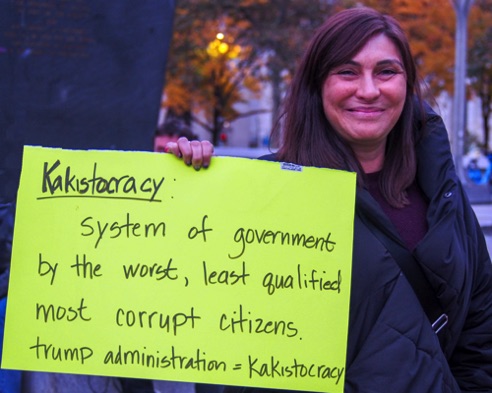 Kakistocracy:
System of government
by the worst, least qualified
most corrupt citizens.
trump administration = Kakistocracy